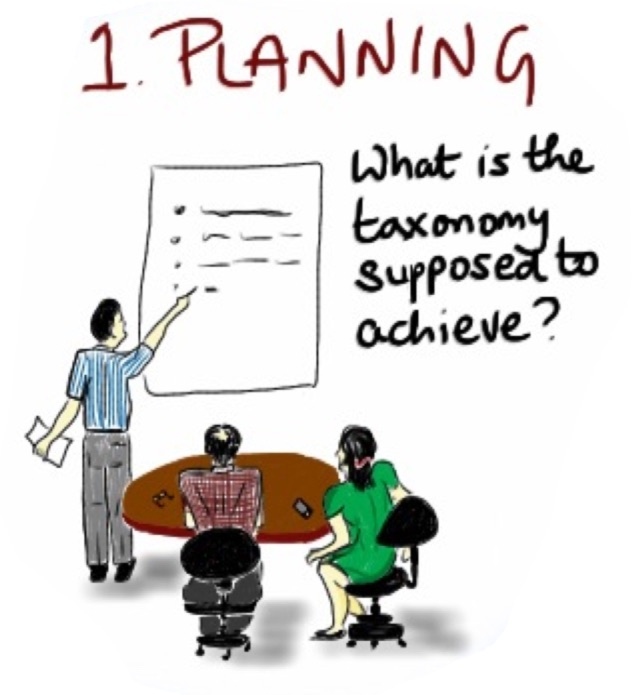 1. PLANNING
What is the
taxonomy
supposed to
achieve?